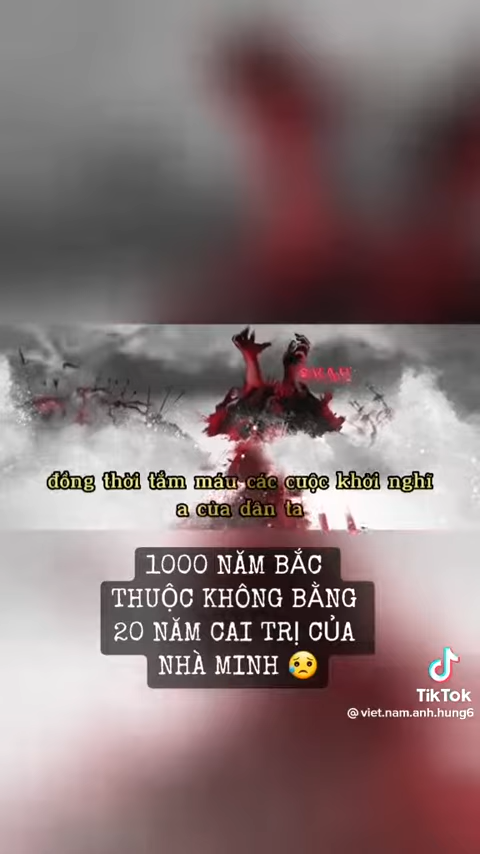 đồng thời tắm máu các cuộc khởi nghĩ
a của dân ta
1000 NĂM BẮC
THUỘC KHÔNG BẰNG
20 NĂM CAI TRỊ CỦA
NHÀ MINH 😥
TikTok
@viet.nam.anh.hung6